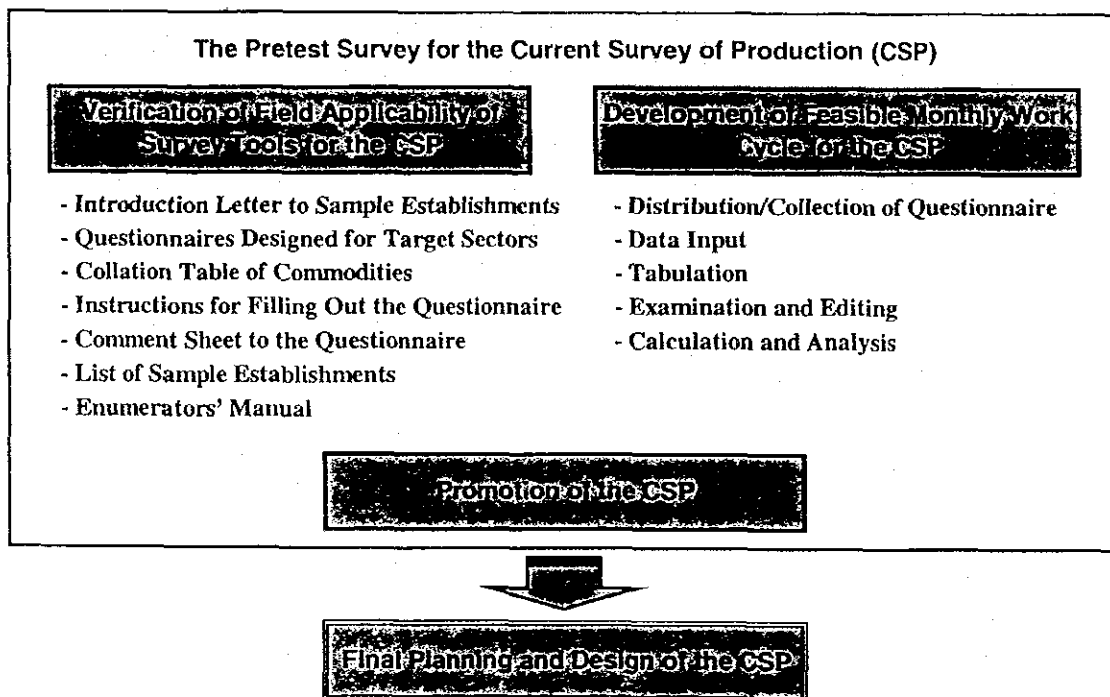 The Pretest Survey for the Current Survey of Production (CSP)
Verification of Field Applicability of
Survey Tools for the CSP
- Introduction Letter to Sample Establishments
- Questionnaires Designed for Target Sectors
- Collation Table of Commodities
- Instructions for Filling Out the Questionnaire
- Comment Sheet to the Questionnaire
- List of Sample Establishments
- Enumerators' Manual
Development of Feasible Monthly Work
Cycle for the CSP
- Distribution/Collection of Questionnaire
- Data Input
- Tabulation
- Examination and Editing
- Calculation and Analysis
Promotion of the CSP
Final Planning and Design of the CSP